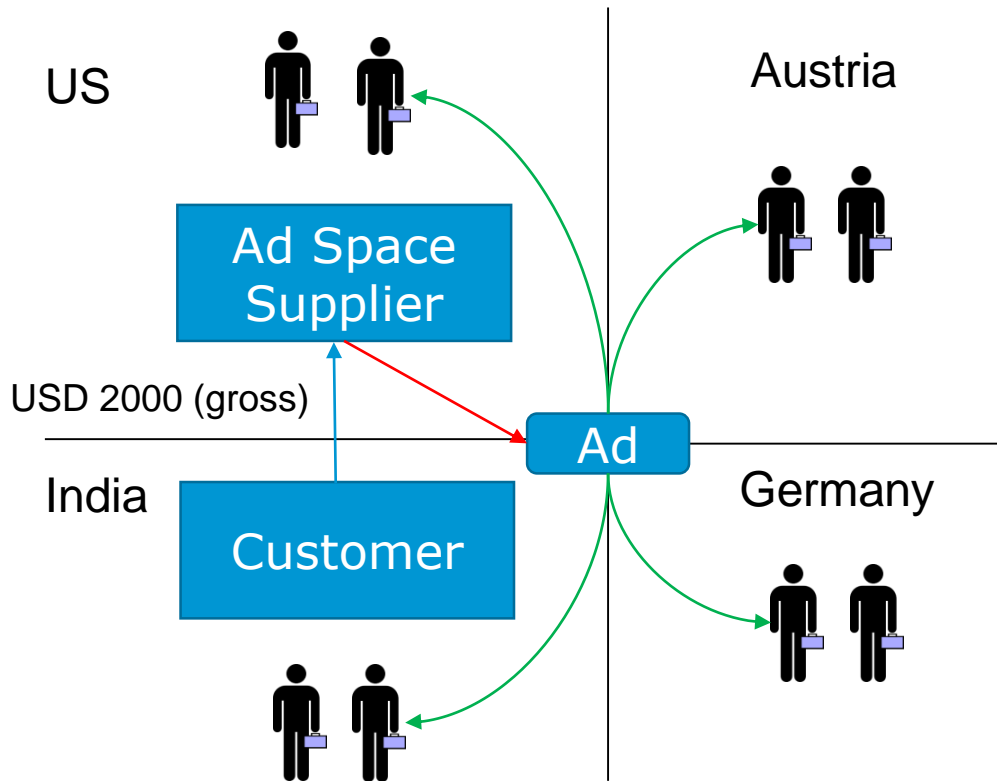 US
Austria
Ad Space
Supplier
USD 2000 (gross)
Ad
India
Germany
Customer